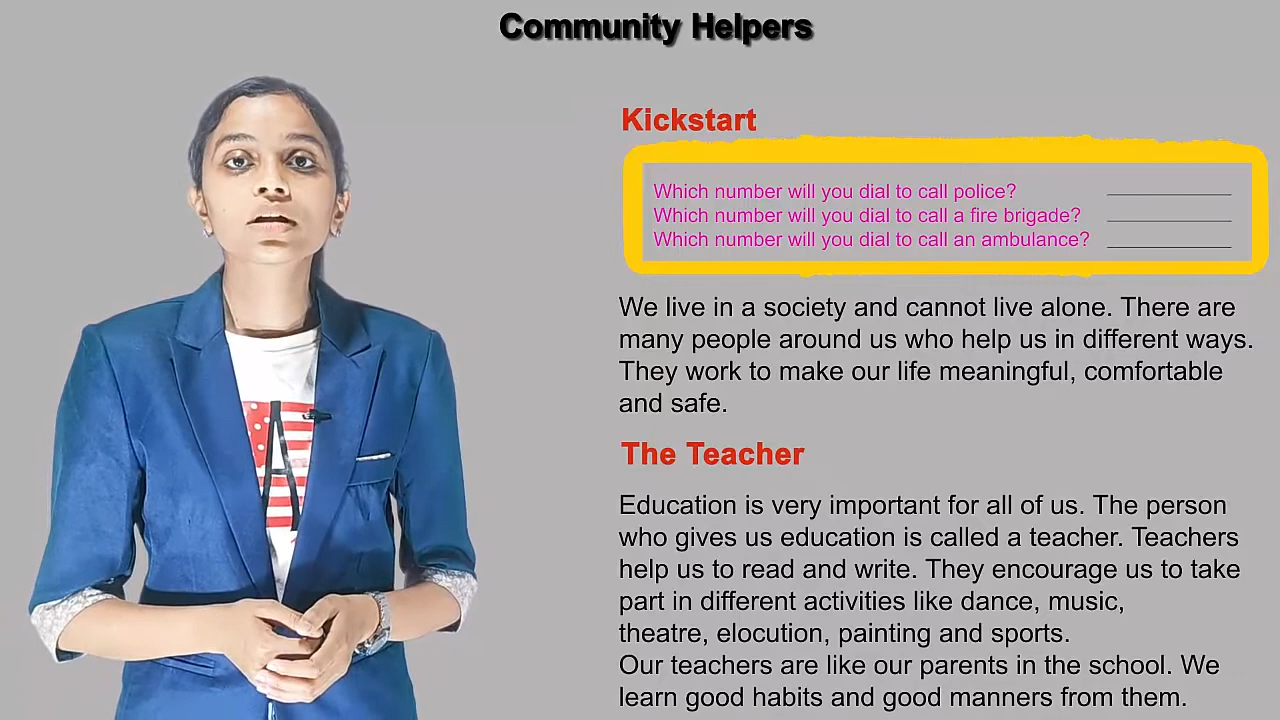 Community Helpers
Kickstart
Which number will you dial to call police? ____________
Which number will you dial to call a fire brigade? ____________
Which number will you dial to call an ambulance? ____________
We live in a society and cannot live alone. There are
many people around us who help us in different ways.
They work to make our life meaningful, comfortable
and safe.
The Teacher
Education is very important for all of us. The person
who gives us education is called a teacher. Teachers
help us to read and write. They encourage us to take
part in different activities like dance, music,
theatre, elocution, painting and sports.
Our teachers are like our parents in the school. We
learn good habits and good manners from them.
A